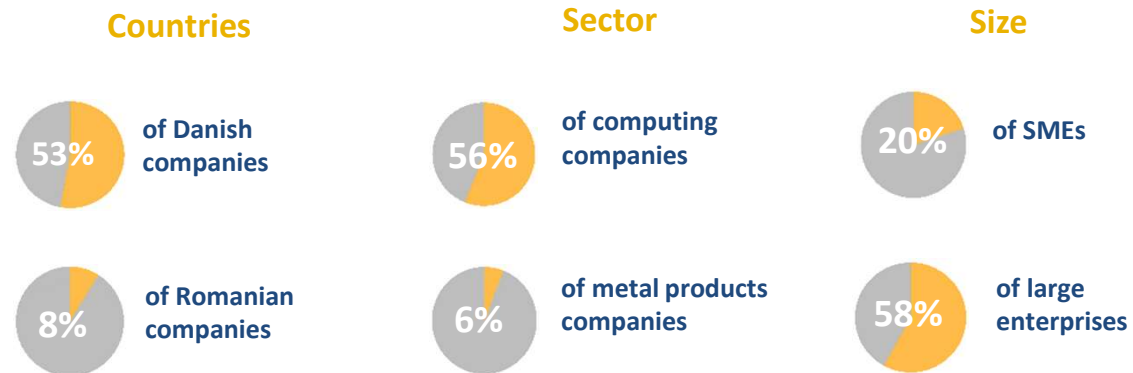 Countries
Sector
Size
53%
of Danish
companies
56%
of computing
companies
20%
of SMEs
8%
of Romanian
companies
6%
of metal products
companies
58%
of large
enterprises